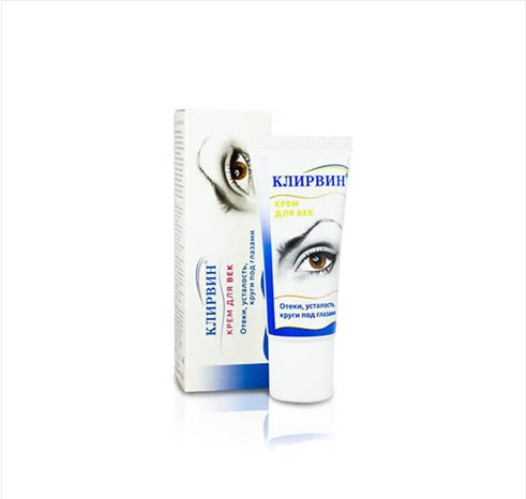 КЛИРВИН®
КРЕМ ДЛЯ ВЕК
Отеки, усталость,
круги под глазами
КЛИРВИН®
КРЕМ
ДЛЯ ВЕК
Отеки, усталость,
круги под глазами